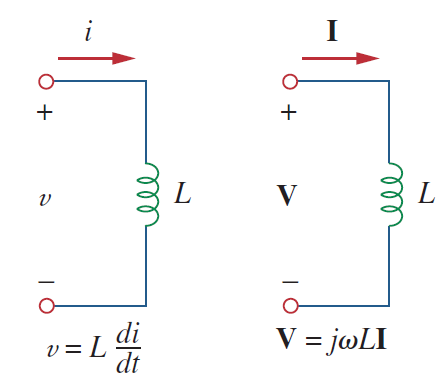 i
I
+
+
v
L
V
L
−
−
v = L di/dt
V = jωLI